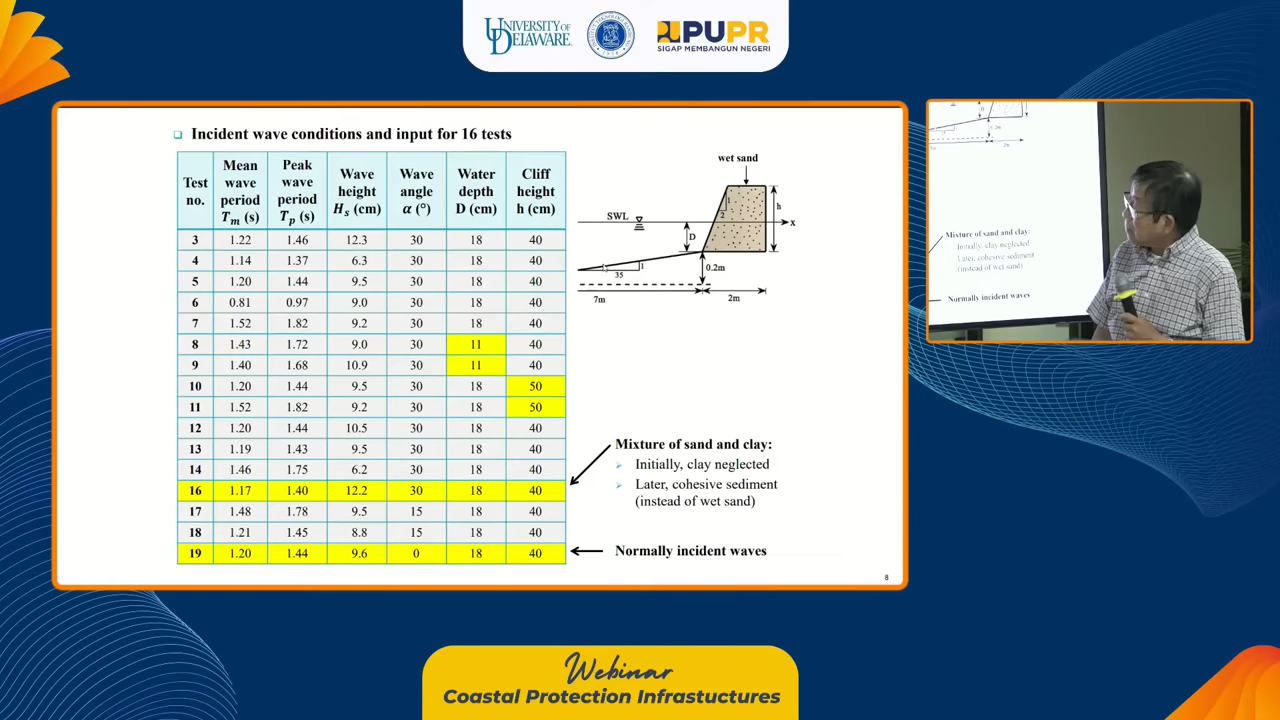 UNIVERSITY OF
DELAWARE
PUPR
SIGAP MEMBANGUN NEGERI
Incident wave conditions and input for 16 tests
Test no. Mean wave period Tm (s) Peak wave period Tp (s) Wave height Hs (cm) Wave angle α (°) Water depth D (cm) Cliff height h (cm)
3 1.22 1.46 12.3 30 18 40
4 1.14 1.37 6.3 30 18 40
5 1.20 1.44 9.5 30 18 40
6 0.81 0.97 9.0 30 18 40
7 1.52 1.82 9.2 30 18 40
8 1.43 1.72 9.0 30 11 40
9 1.40 1.68 10.9 30 11 40
10 1.20 1.44 9.5 30 18 50
11 1.52 1.82 9.2 30 18 50
12 1.20 1.44 10.5 30 18 40
13 1.19 1.43 9.5 30 18 40
14 1.46 1.75 6.2 30 18 40
16 1.17 1.40 12.2 30 18 40
17 1.48 1.78 9.5 15 18 40
18 1.21 1.45 8.8 15 18 40
19 1.20 1.44 9.6 0 18 40
wet sand
1
2
h
SWL
x
D
1
35
0.2m
7m
2m
Mixture of sand and clay:
Initially, clay neglected
Later, cohesive sediment
(instead of wet sand)
Normally incident waves
8
Mixture of sand and clay:
Initially, clay neglected
Later, cohesive sediment
(instead of wet sand)
Normally incident waves
Webinar
Coastal Protection Infrastuctures